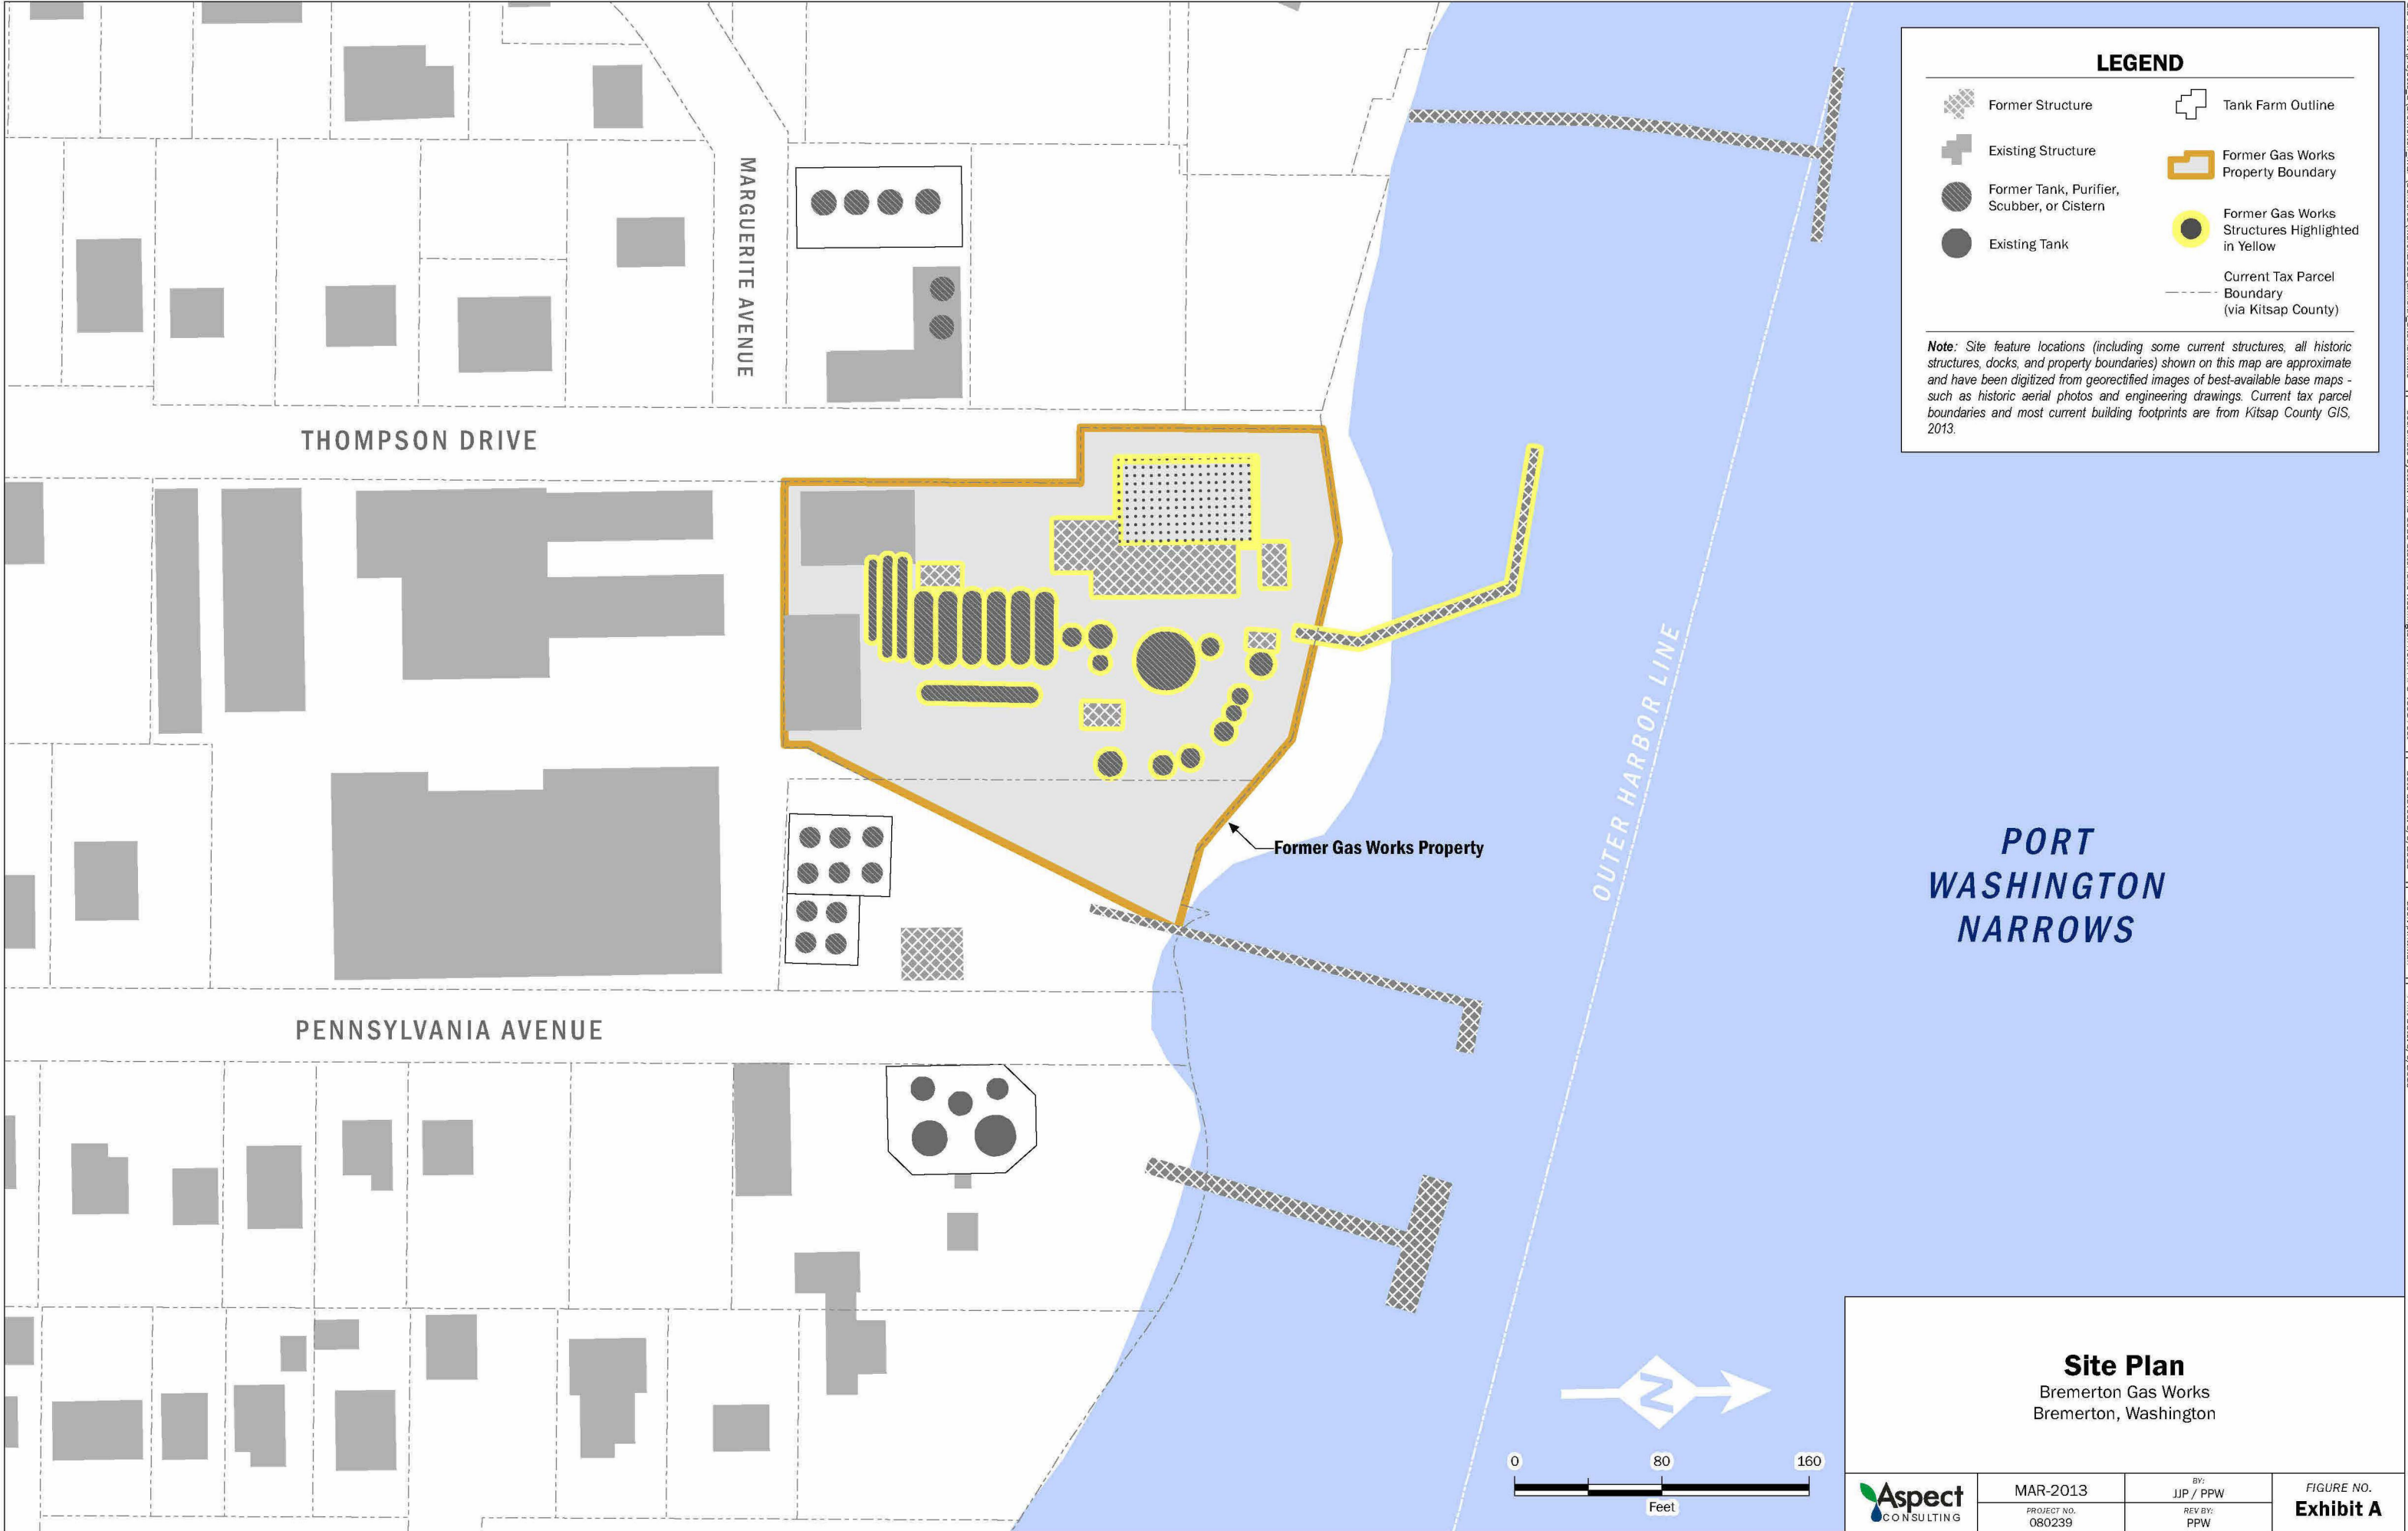 LEGEND
Former Structure
Existing Structure
Former Tank, Purifier,
Scubber, or Cistern
Existing Tank
Tank Farm Outline
Former Gas Works
Property Boundary
Former Gas Works
Structures Highlighted
in Yellow
Current Tax Parcel
Boundary
(via Kitsap County)
Note: Site feature locations (including some current structures, all historic
structures, docks, and property boundaries) shown on this map are approximate
and have been digitized from georectified images of best-available base maps -
such as historic aerial photos and engineering drawings. Current tax parcel
boundaries and most current building footprints are from Kitsap County GIS,
2013.
MARGUERITE AVENUE
THOMPSON DRIVE
OUTER HARBOR LINE
Former Gas Works Property
PORT
WASHINGTON
NARROWS
PENNSYLVANIA AVENUE
N
0 80 160
Feet
Site Plan
Bremerton Gas Works
Bremerton, Washington
Aspect
CONSULTING
MAR-2013
PROJECT NO.
080239
BY:
JJP / PPW
REV BY:
PPW
FIGURE NO.
Exhibit A